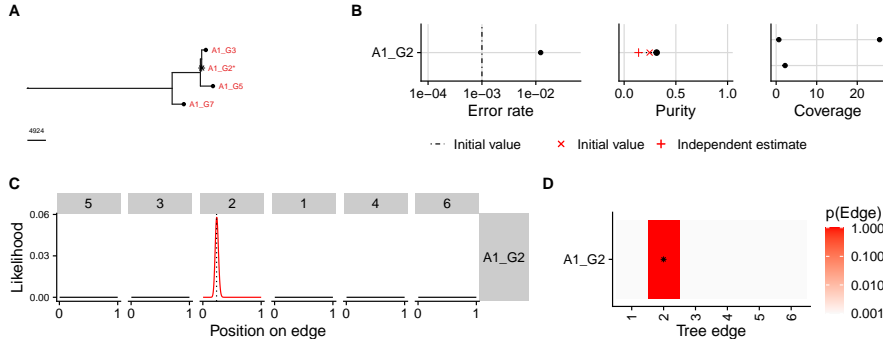 A
A1_G3
A1_G2*
A1_G5
A1_G7
4924
B
A1_G2
1e−04 1e−03 1e−02
Error rate
0.0 0.5 1.0
Purity
0 10 20
Coverage
Initial value
Initial value
Independent estimate
C
5 3 2 1 4 6
Likelihood
0.06
0.03
0.00
A1_G2
0 1 0 1 0 1 0 1 0 1 0 1
Position on edge
D
A1_G2
1 2 3 4 5 6
Tree edge
p(Edge)
1.000
0.100
0.010
0.001